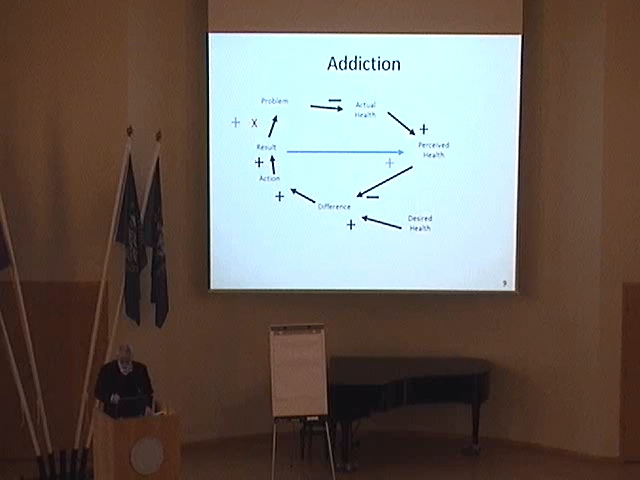 Addiction
Problem
−
Actual
Health
+ X
+
Result
Perceived
Health
+
+
Action
+
Difference
−
Desired
Health
+
9